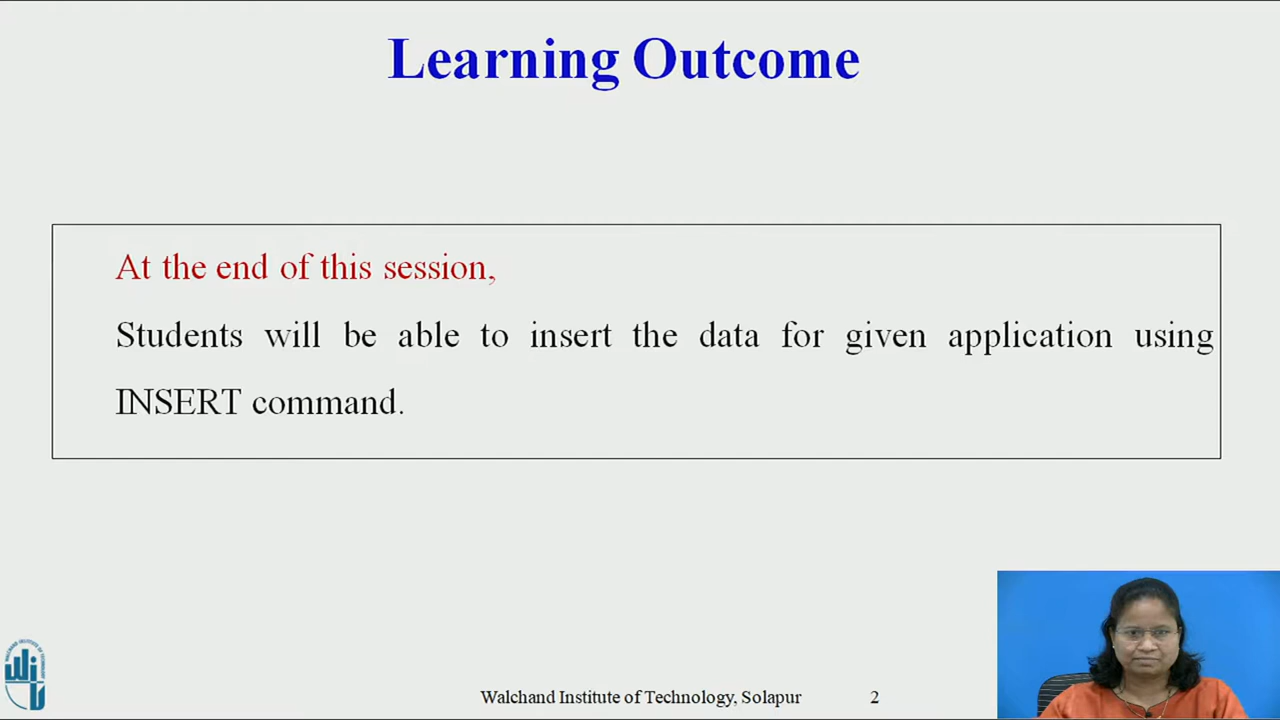 Learning Outcome
At the end of this session,
Students will be able to insert the data for given application using
INSERT command.
Walchand Institute of Technology, Solapur 2